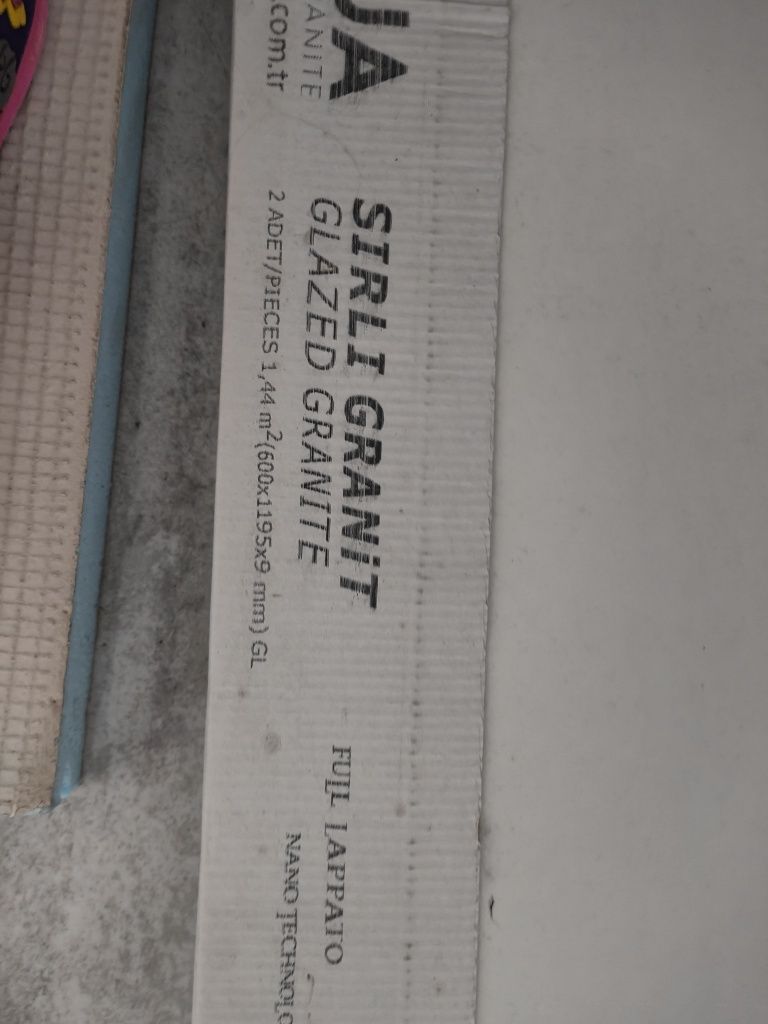 JA
ANITE
.com.tr
SIRLI GRANİT
GLAZED GRANITE
2 ADET/PIECES 1,44 m²(600x1195x9 mm) GL
FULL LAPPATO
NANO TECHNOLO